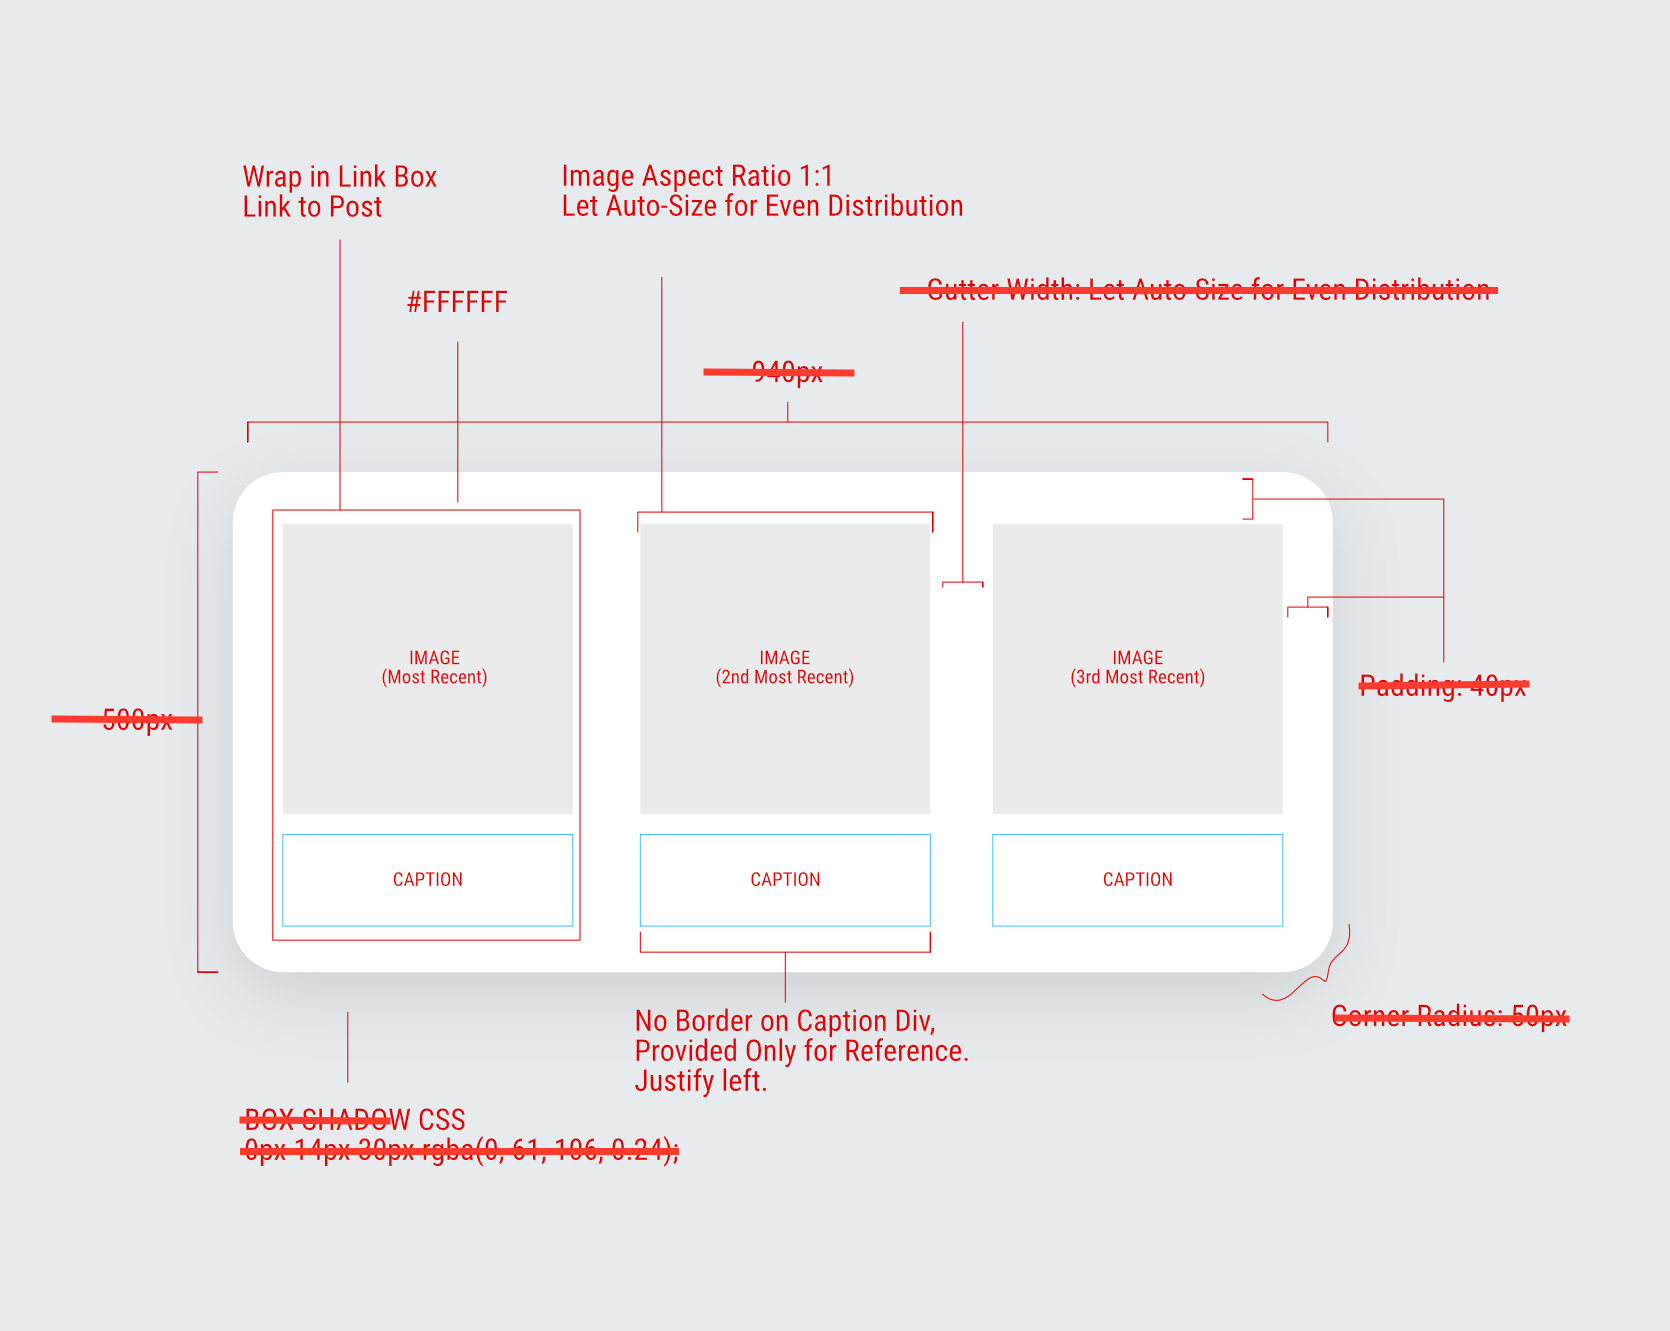 Wrap in Link Box
Link to Post
Image Aspect Ratio 1:1
Let Auto-Size for Even Distribution
#FFFFFF
Gutter Width: Let Auto-Size for Even Distribution
940px
IMAGE
(Most Recent)
IMAGE
(2nd Most Recent)
IMAGE
(3rd Most Recent)
Padding: 40px
500px
CAPTION
CAPTION
CAPTION
No Border on Caption Div,
Provided Only for Reference.
Justify left.
Corner Radius: 50px
BOX SHADOW CSS
0px 14px 30px rgba(0, 61, 106, 0.24);